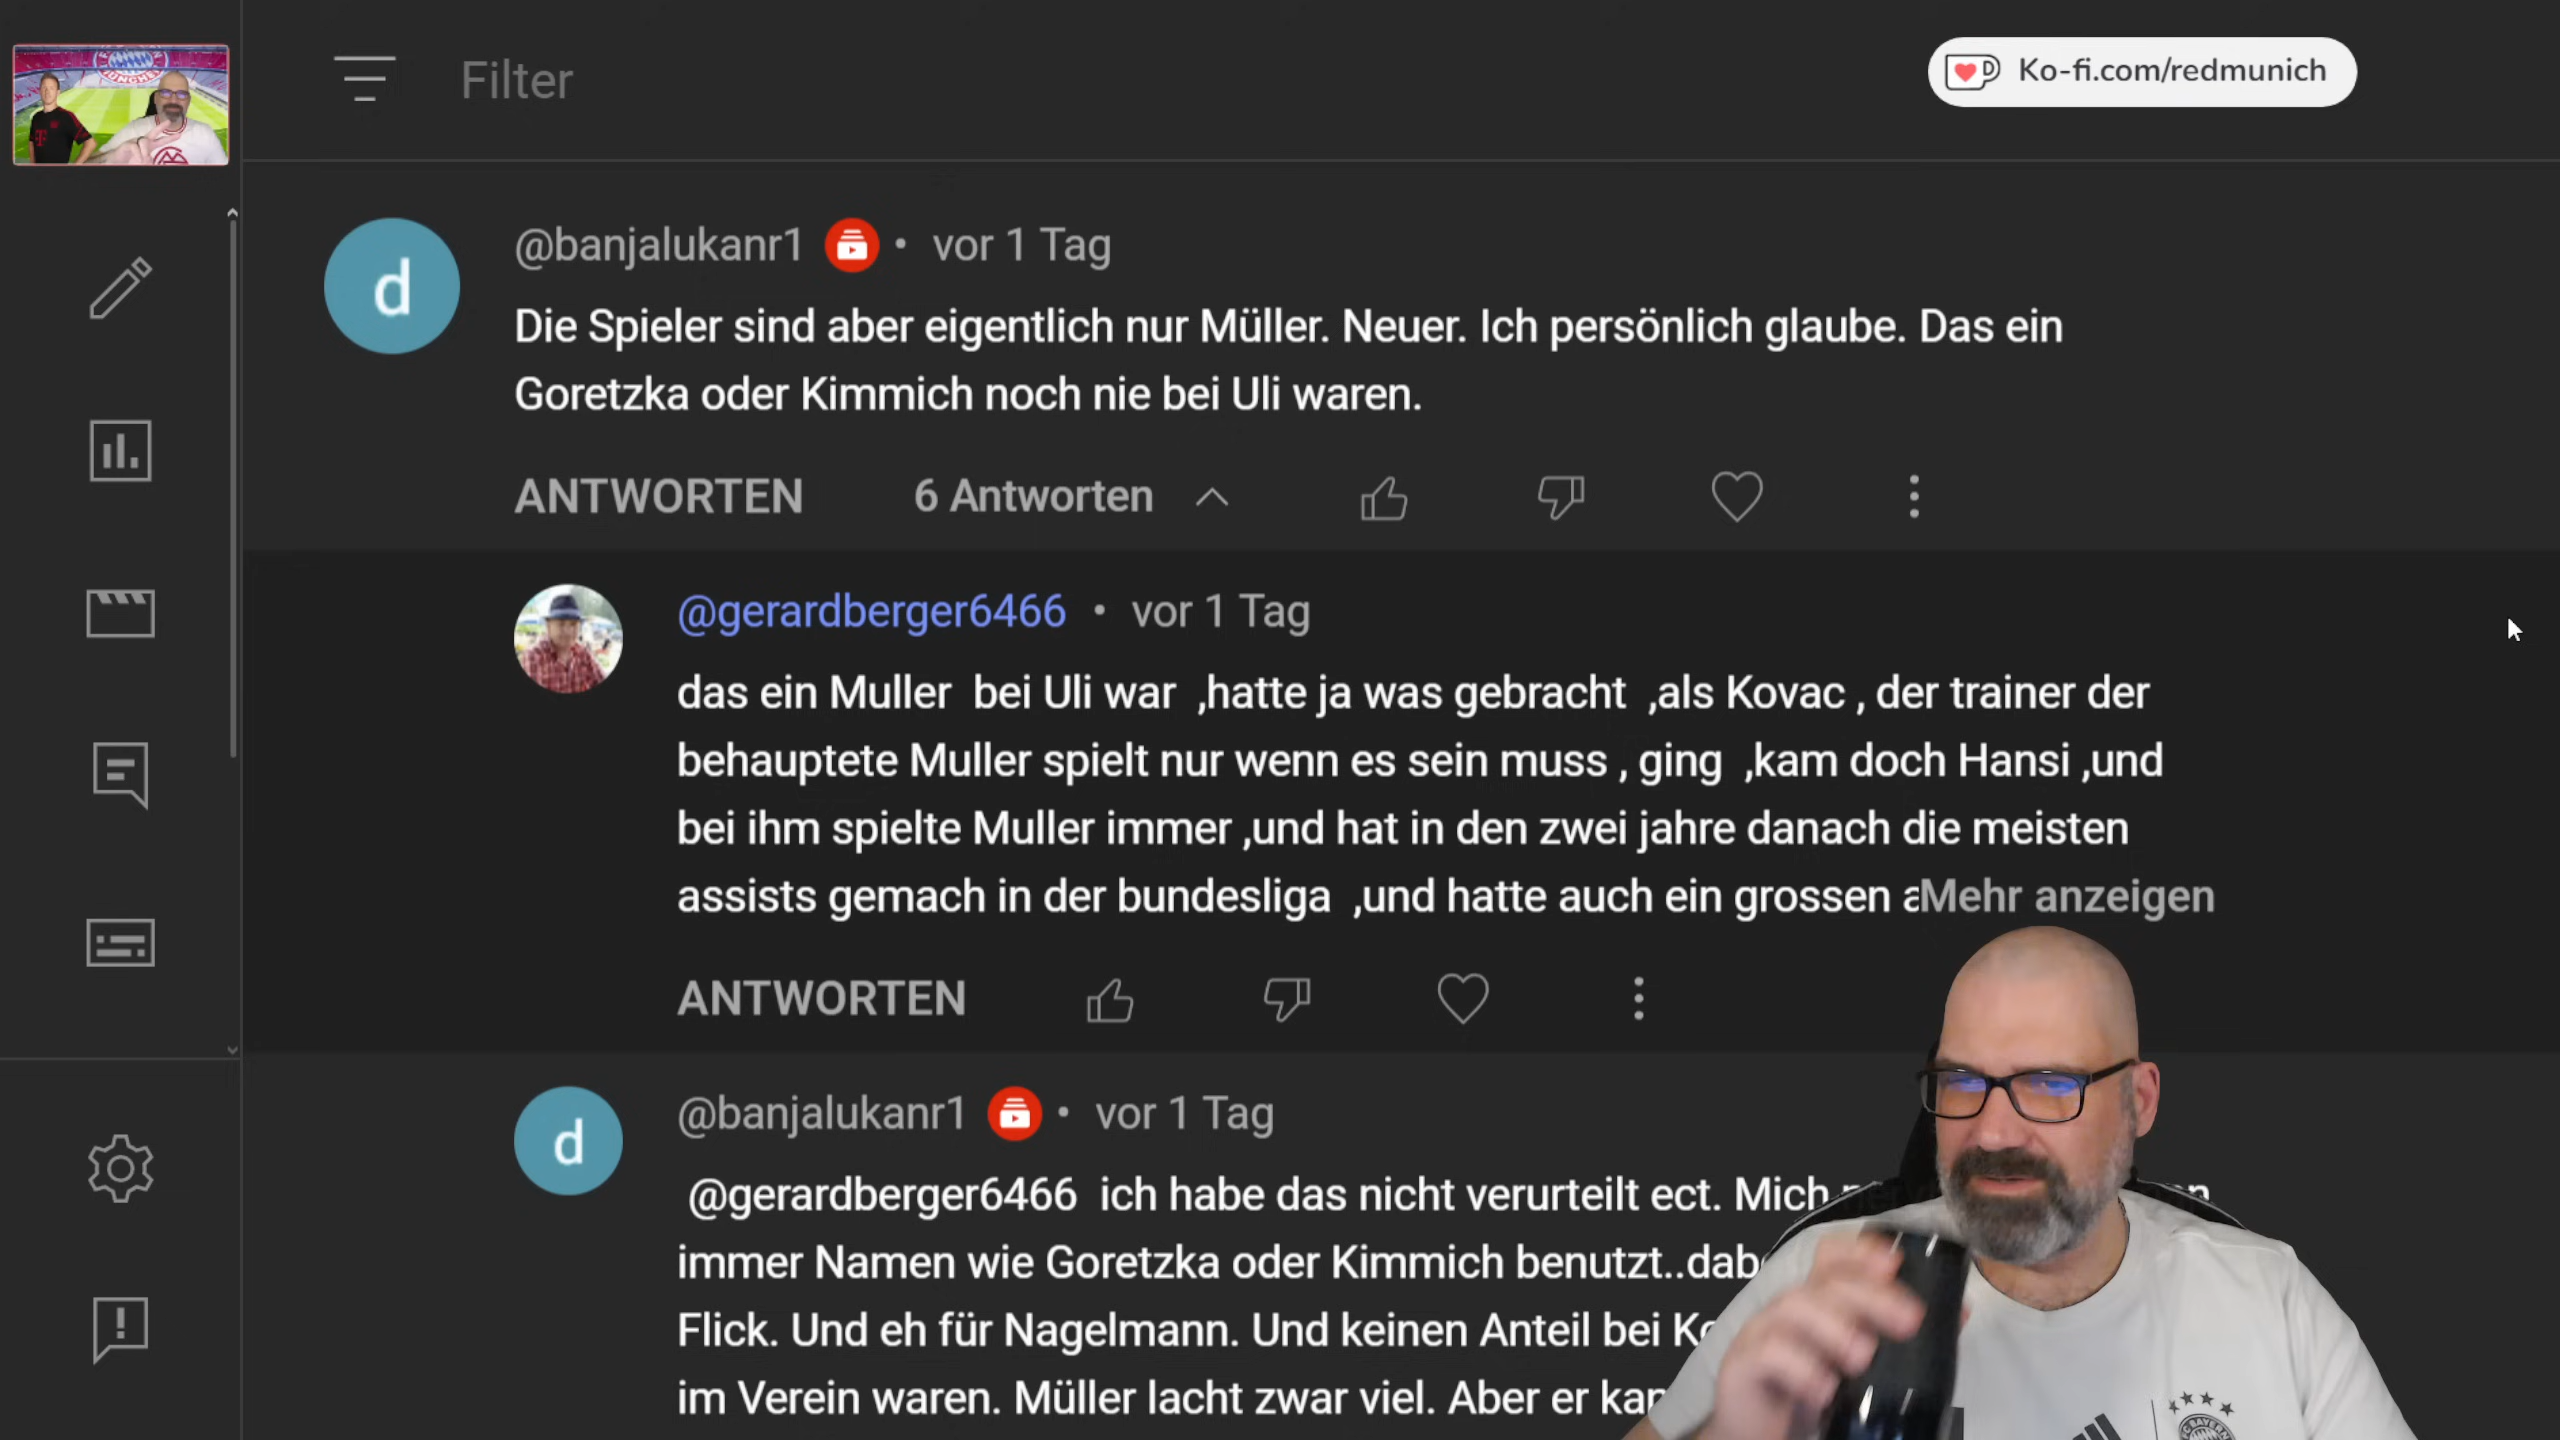 Filter
Ko-fi.com/redmunich
@banjalukanr1 • vor 1 Tag
d
Die Spieler sind aber eigentlich nur Müller. Neuer. Ich persönlich glaube. Das ein
Goretzka oder Kimmich noch nie bei Uli waren.
ANTWORTEN 6 Antworten
@gerardberger6466 • vor 1 Tag
das ein Muller bei Uli war ,hatte ja was gebracht ,als Kovac , der trainer der
behauptete Muller spielt nur wenn es sein muss , ging ,kam doch Hansi ,und
bei ihm spielte Muller immer ,und hat in den zwei jahre danach die meisten
assists gemach in der bundesliga ,und hatte auch ein grossen a Mehr anzeigen
ANTWORTEN
@banjalukanr1 • vor 1 Tag
d
@gerardberger6466 ich habe das nicht verurteilt ect. Mich
immer Namen wie Goretzka oder Kimmich benutzt..dab
Flick. Und eh für Nagelmann. Und keinen Anteil bei
im Verein waren. Müller lacht zwar viel. Aber er